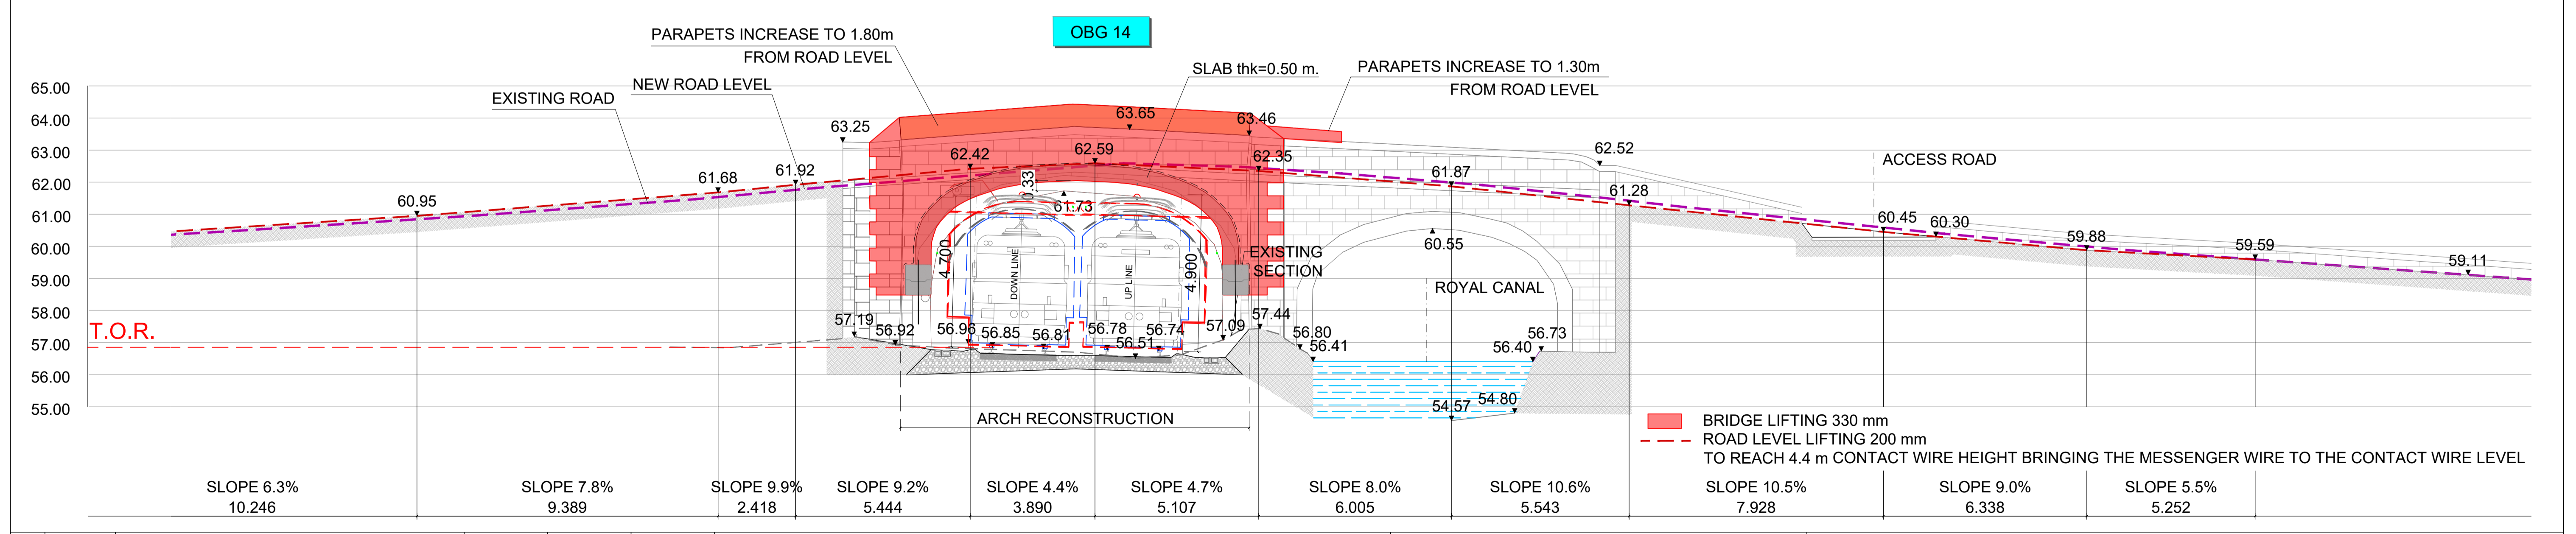 OBG 14
PARAPETS INCREASE TO 1.80m
FROM ROAD LEVEL
NEW ROAD LEVEL
EXISTING ROAD
SLAB thk=0.50 m.
PARAPETS INCREASE TO 1.30m
FROM ROAD LEVEL
65.00
64.00
63.00
62.00
61.00
60.00
59.00
58.00
57.00
56.00
55.00
T.O.R.
60.95
61.68
61.92
63.25
62.42
62.59
63.65
63.46
62.35
61.87
62.52
61.28
ACCESS ROAD
60.45
60.30
59.88
59.59
59.11
0.33
61.73
4.700
DOWN LINE
UP LINE
4.900
EXISTING
SECTION
60.55
ROYAL CANAL
57.19
56.92
56.96
56.85
56.81
56.78
56.51
56.74
57.09
57.44
56.80
56.41
56.40
56.73
54.57
54.80
ARCH RECONSTRUCTION
BRIDGE LIFTING 330 mm
ROAD LEVEL LIFTING 200 mm
TO REACH 4.4 m CONTACT WIRE HEIGHT BRINGING THE MESSENGER WIRE TO THE CONTACT WIRE LEVEL
SLOPE 6.3%
10.246
SLOPE 7.8%
9.389
SLOPE 9.9%
2.418
SLOPE 9.2%
5.444
SLOPE 4.4%
3.890
SLOPE 4.7%
5.107
SLOPE 8.0%
6.005
SLOPE 10.6%
5.543
SLOPE 10.5%
7.928
SLOPE 9.0%
6.338
SLOPE 5.5%
5.252